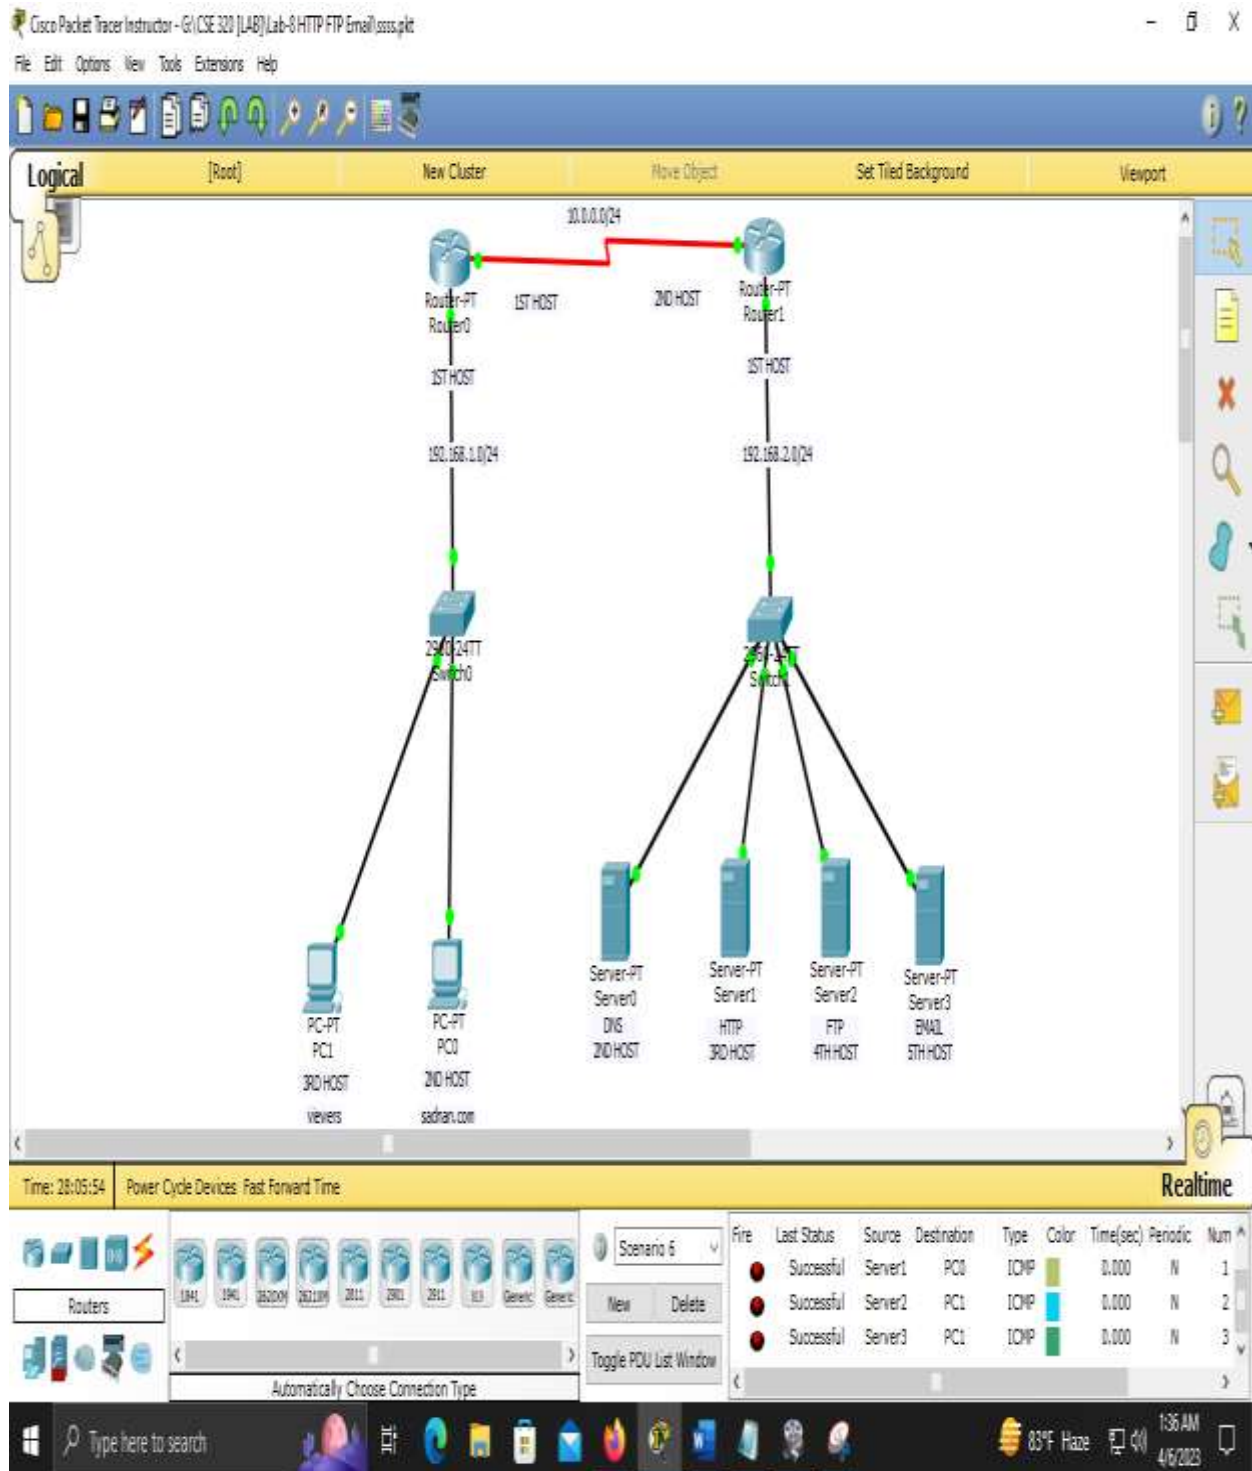 Cisco Packet Tracer Instructor - G:\CSE 320 [LAB]\Lab-8 HTTP FTP Email\ssss.pkt
File Edit Options View Tools Extensions Help
Logical [Root] New Cluster Move Object Set Tiled Background Viewport
10.0.0.0/24
Router-PT
Router0
1ST HOST
2ND HOST
Router-PT
Router1
1ST HOST
1ST HOST
192.168.1.0/24
192.168.2.0/24
2960-24TT
Switch0
2960-24TT
Switch1
PC-PT
PC1
3RD HOST
viewers
PC-PT
PC0
2ND HOST
sadnan.com
Server-PT
Server0
DNS
2ND HOST
Server-PT
Server1
HTTP
3RD HOST
Server-PT
Server2
FTP
4TH HOST
Server-PT
Server3
EMAIL
5TH HOST
Time: 28:05:54 Power Cycle Devices Fast Forward Time Realtime
Routers
1841 1941 2620XM 2621XM 2811 2901 2911 819 Generic Generic
Automatically Choose Connection Type
Scenario 6
New Delete
Toggle PDU List Window
Fire Last Status Source Destination Type Color Time(sec) Periodic Num
Successful Server1 PC0 ICMP 0.000 N 1
Successful Server2 PC1 ICMP 0.000 N 2
Successful Server3 PC1 ICMP 0.000 N 3
Type here to search
83°F Haze
1:36 AM
4/6/2023